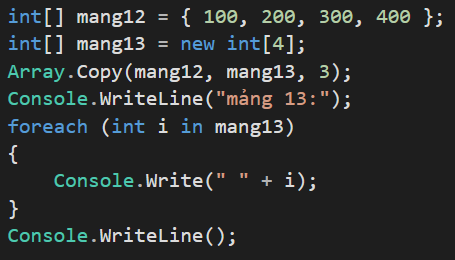 int[] mang12 = { 100, 200, 300, 400 };
int[] mang13 = new int[4];
Array.Copy(mang12, mang13, 3);
Console.WriteLine("mảng 13:");
foreach (int i in mang13)
{
    Console.Write(" " + i);
}
Console.WriteLine();